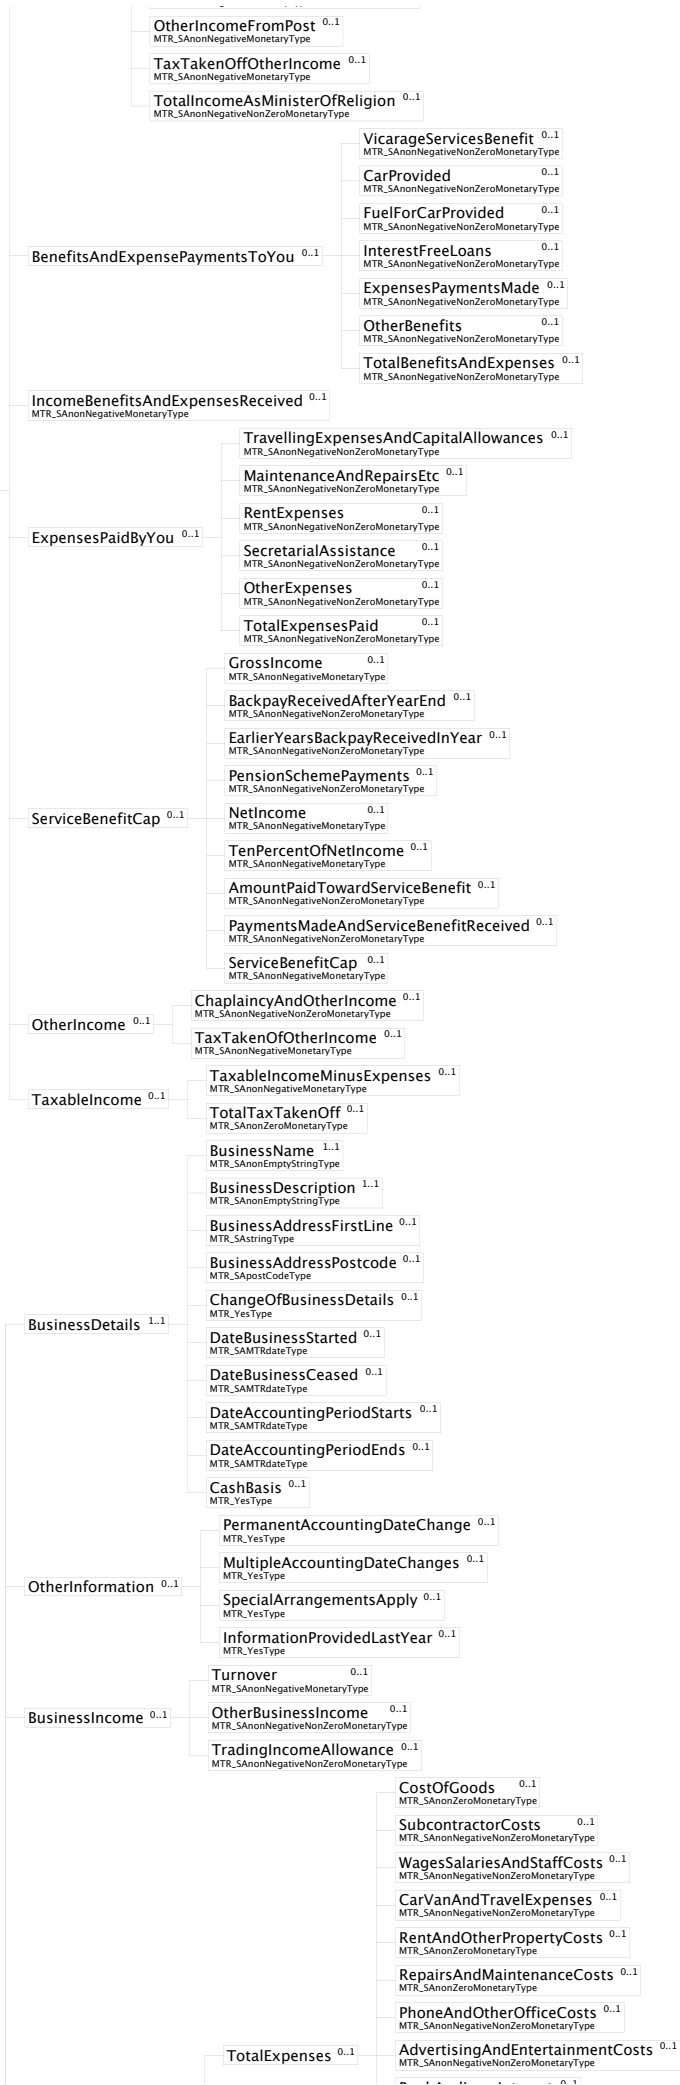 OtherIncomeFromPost 0..1
MTR_SAnonNegativeMonetaryType
TaxTakenOffOtherIncome 0..1
MTR_SAnonNegativeMonetaryType
TotalIncomeAsMinisterOfReligion 0..1
MTR_SAnonNegativeNonZeroMonetaryType
VicarageServicesBenefit 0..1
MTR_SAnonNegativeNonZeroMonetaryType
CarProvided 0..1
MTR_SAnonNegativeNonZeroMonetaryType
FuelForCarProvided 0..1
MTR_SAnonNegativeNonZeroMonetaryType
BenefitsAndExpensePaymentsToYou 0..1
InterestFreeLoans 0..1
MTR_SAnonNegativeNonZeroMonetaryType
ExpensesPaymentsMade 0..1
MTR_SAnonNegativeNonZeroMonetaryType
OtherBenefits 0..1
MTR_SAnonNegativeNonZeroMonetaryType
TotalBenefitsAndExpenses 0..1
MTR_SAnonNegativeNonZeroMonetaryType
IncomeBenefitsAndExpensesReceived 0..1
MTR_SAnonNegativeMonetaryType
TravellingExpensesAndCapitalAllowances 0..1
MTR_SAnonNegativeNonZeroMonetaryType
MaintenanceAndRepairsEtc 0..1
MTR_SAnonNegativeNonZeroMonetaryType
RentExpenses 0..1
MTR_SAnonNegativeNonZeroMonetaryType
ExpensesPaidByYou 0..1
SecretarialAssistance 0..1
MTR_SAnonNegativeNonZeroMonetaryType
OtherExpenses 0..1
MTR_SAnonNegativeNonZeroMonetaryType
TotalExpensesPaid 0..1
MTR_SAnonNegativeNonZeroMonetaryType
GrossIncome 0..1
MTR_SAnonNegativeMonetaryType
BackpayReceivedAfterYearEnd 0..1
MTR_SAnonNegativeNonZeroMonetaryType
EarlierYearsBackpayReceivedInYear 0..1
MTR_SAnonNegativeNonZeroMonetaryType
PensionSchemePayments 0..1
MTR_SAnonNegativeNonZeroMonetaryType
ServiceBenefitCap 0..1
NetIncome 0..1
MTR_SAnonNegativeMonetaryType
TenPercentOfNetIncome 0..1
MTR_SAnonNegativeMonetaryType
AmountPaidTowardServiceBenefit 0..1
MTR_SAnonNegativeNonZeroMonetaryType
PaymentsMadeAndServiceBenefitReceived 0..1
MTR_SAnonNegativeNonZeroMonetaryType
ServiceBenefitCap 0..1
MTR_SAnonNegativeMonetaryType
ChaplaincyAndOtherIncome 0..1
MTR_SAnonNegativeNonZeroMonetaryType
OtherIncome 0..1
TaxTakenOfOtherIncome 0..1
MTR_SAnonNegativeMonetaryType
TaxableIncomeMinusExpenses 0..1
MTR_SAnonNegativeMonetaryType
TaxableIncome 0..1
TotalTaxTakenOff 0..1
MTR_SAnonZeroMonetaryType
BusinessName 1..1
MTR_SAnonEmptyStringType
BusinessDescription 1..1
MTR_SAnonEmptyStringType
BusinessAddressFirstLine 0..1
MTR_SAstringType
BusinessAddressPostcode 0..1
MTR_SApostCodeType
ChangeOfBusinessDetails 0..1
MTR_YesType
BusinessDetails 1..1
DateBusinessStarted 0..1
MTR_SAMTRdateType
DateBusinessCeased 0..1
MTR_SAMTRdateType
DateAccountingPeriodStarts 0..1
MTR_SAMTRdateType
DateAccountingPeriodEnds 0..1
MTR_SAMTRdateType
CashBasis 0..1
MTR_YesType
PermanentAccountingDateChange 0..1
MTR_YesType
MultipleAccountingDateChanges 0..1
MTR_YesType
OtherInformation 0..1
SpecialArrangementsApply 0..1
MTR_YesType
InformationProvidedLastYear 0..1
MTR_YesType
Turnover 0..1
MTR_SAnonNegativeMonetaryType
BusinessIncome 0..1
OtherBusinessIncome 0..1
MTR_SAnonNegativeNonZeroMonetaryType
TradingIncomeAllowance 0..1
MTR_SAnonNegativeNonZeroMonetaryType
CostOfGoods 0..1
MTR_SAnonZeroMonetaryType
SubcontractorCosts 0..1
MTR_SAnonNegativeNonZeroMonetaryType
WagesSalariesAndStaffCosts 0..1
MTR_SAnonNegativeNonZeroMonetaryType
CarVanAndTravelExpenses 0..1
MTR_SAnonNegativeNonZeroMonetaryType
RentAndOtherPropertyCosts 0..1
MTR_SAnonZeroMonetaryType
RepairsAndMaintenanceCosts 0..1
MTR_SAnonZeroMonetaryType
PhoneAndOtherOfficeCosts 0..1
MTR_SAnonNegativeNonZeroMonetaryType
TotalExpenses 0..1
AdvertisingAndEntertainmentCosts 0..1
MTR_SAnonNegativeNonZeroMonetaryType